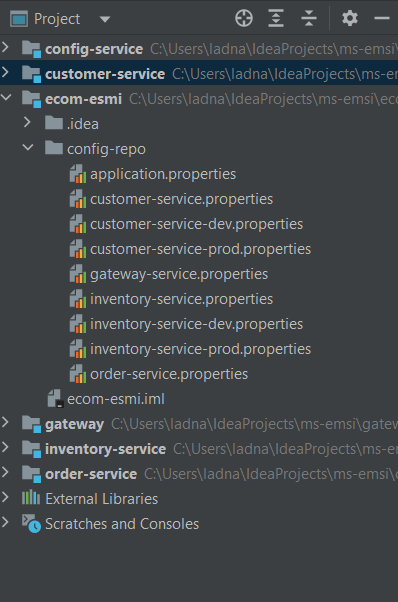 Project
config-service C:\Users\ladna\IdeaProjects\ms-emsi\c
customer-service C:\Users\ladna\IdeaProjects\ms-e
ecom-esmi C:\Users\ladna\IdeaProjects\ms-emsi\ec
.idea
config-repo
application.properties
customer-service.properties
customer-service-dev.properties
customer-service-prod.properties
gateway-service.properties
inventory-service.properties
inventory-service-dev.properties
inventory-service-prod.properties
order-service.properties
ecom-esmi.iml
gateway C:\Users\ladna\IdeaProjects\ms-emsi\gatew
inventory-service C:\Users\ladna\IdeaProjects\ms-e
order-service C:\Users\ladna\IdeaProjects\ms-emsi\
External Libraries
Scratches and Consoles